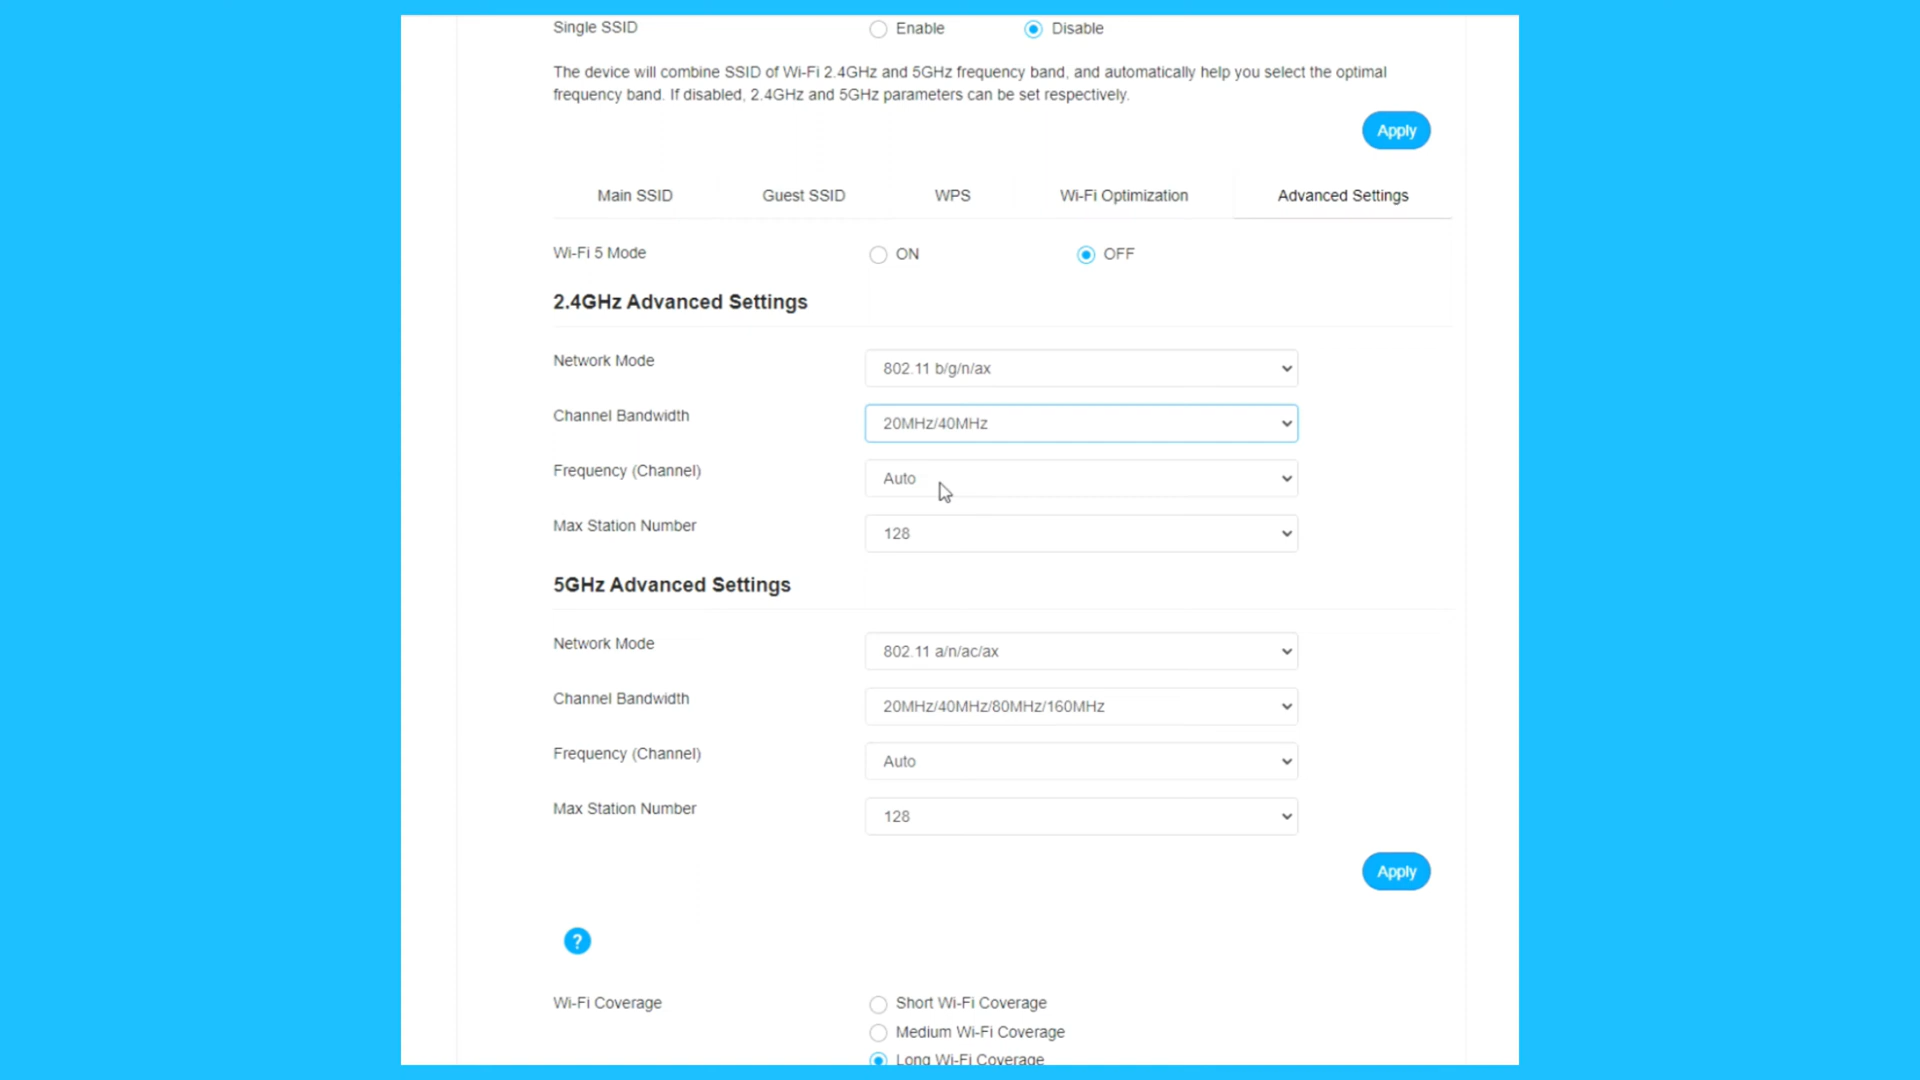 Single SSID
Enable
Disable
The device will combine SSID of Wi-Fi 2.4GHz and 5GHz frequency band, and automatically help you select the optimal
frequency band. If disabled, 2.4GHz and 5GHz parameters can be set respectively.
Apply
Main SSID
Guest SSID
WPS
Wi-Fi Optimization
Advanced Settings
Wi-Fi 5 Mode
ON
OFF
2.4GHz Advanced Settings
Network Mode
802.11 b/g/n/ax
Channel Bandwidth
20MHz/40MHz
Frequency (Channel)
Auto
Max Station Number
128
5GHz Advanced Settings
Network Mode
802.11 a/n/ac/ax
Channel Bandwidth
20MHz/40MHz/80MHz/160MHz
Frequency (Channel)
Auto
Max Station Number
128
Apply
?
Wi-Fi Coverage
Short Wi-Fi Coverage
Medium Wi-Fi Coverage
Long Wi-Fi Coverage